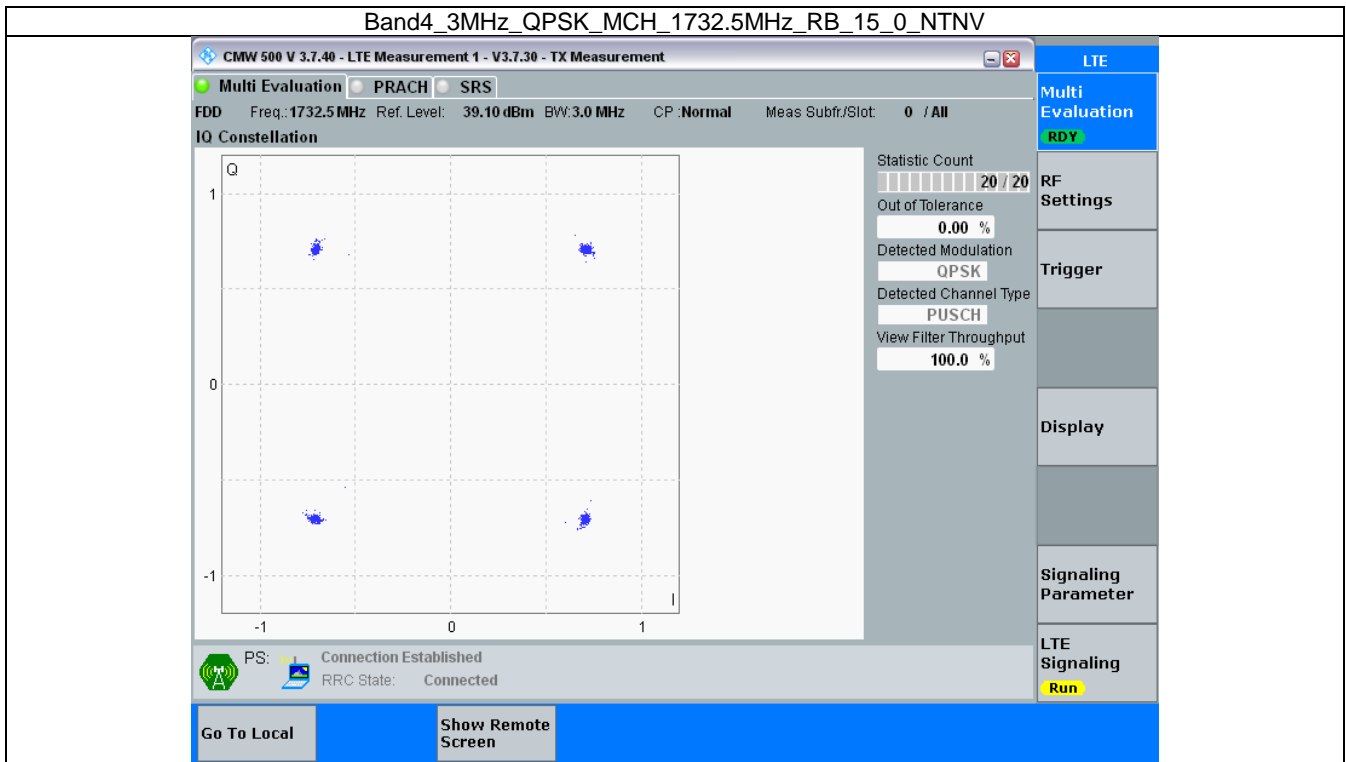 Band4_3MHz_QPSK_MCH_1732.5MHz_RB_15_0_NTNV
CMW 500 V 3.7.40 - LTE Measurement 1 - V3.7.30 - TX Measurement
LTE
Multi Evaluation PRACH SRS
FDD Freq.: 1732.5 MHz Ref. Level: 39.10 dBm BW: 3.0 MHz CP : Normal Meas Subfr./Slot: 0 / All
IQ Constellation
Q
1
0
-1
I
-1 0 1
Statistic Count
20 / 20
Out of Tolerance
0.00 %
Detected Modulation
QPSK
Detected Channel Type
PUSCH
View Filter Throughput
100.0 %
Multi
Evaluation
RDY
RF
Settings
Trigger
Display
Signaling
Parameter
LTE
Signaling
Run
PS: Connection Established
RRC State: Connected
Go To Local
Show Remote
Screen